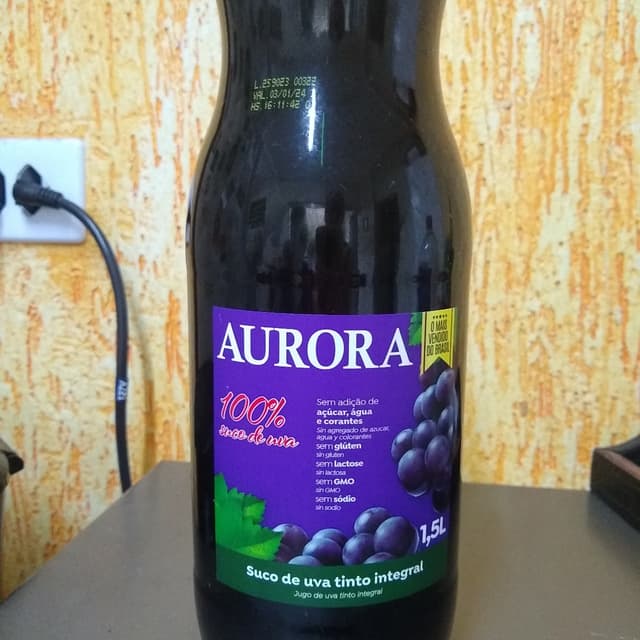 L.259023 00322
VAL.03/01/24
HS.16:11:42
AURORA
O MAIS
VENDIDO
DO BRASIL
100%
suco de uva
Sem adição de
açúcar, água
e corantes
Sin agregado de azucar,
agua y colorantes
sem glúten
sin gluten
sem lactose
sin lactosa
sem GMO
sin GMO
sem sódio
sin sodio
1,5L
Suco de uva tinto integral
Jugo de uva tinto integral
127V